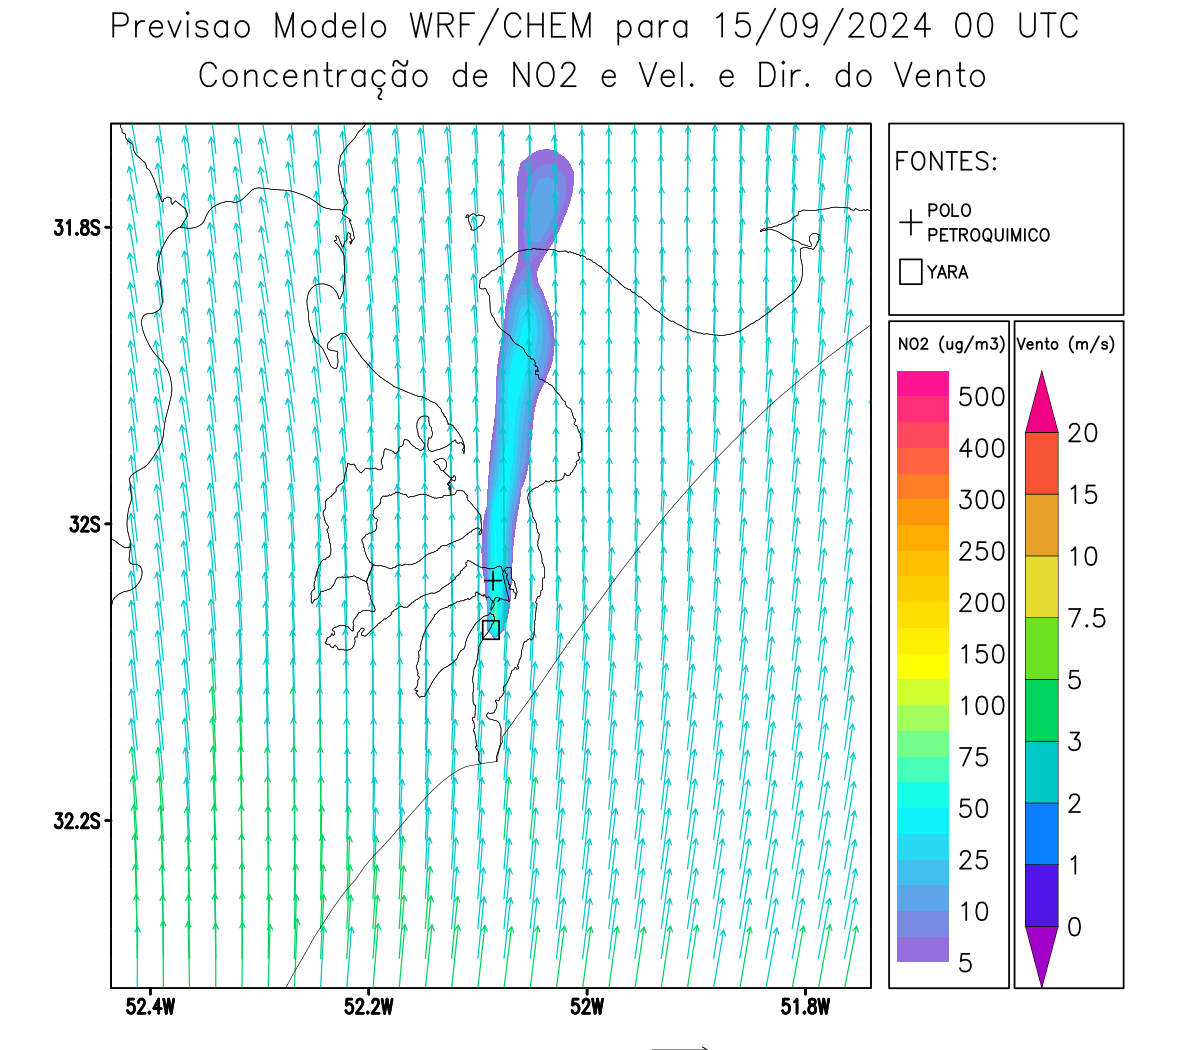 Previsao Modelo WRF/CHEM para 15/09/2024 00 UTC
Concentração de NO2 e Vel. e Dir. do Vento
FONTES:
POLO
PETROQUIMICO
YARA
NO2 (ug/m3)
500
400
300
250
200
150
100
75
50
25
10
5
Vento (m/s)
20
15
10
7.5
5
3
2
1
0
31.8S
32S
32.2S
52.4W
52.2W
52W
51.8W